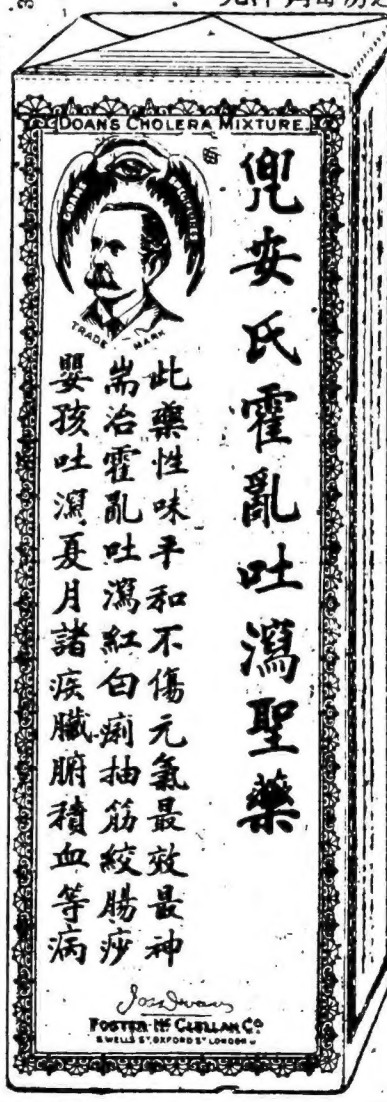 DOAN'S CHOLERA MIXTURE.
TRADE MARK
兜安氏霍亂吐瀉聖藥
此藥性味平和不傷元氣最效最神
耑治霍亂吐瀉紅白痢抽筋絞腸痧
嬰孩吐瀉夏月諸疾臟腑積血等病
FOSTER-McCLELLAN Co
8 WELLS ST, OXFORD ST LONDON